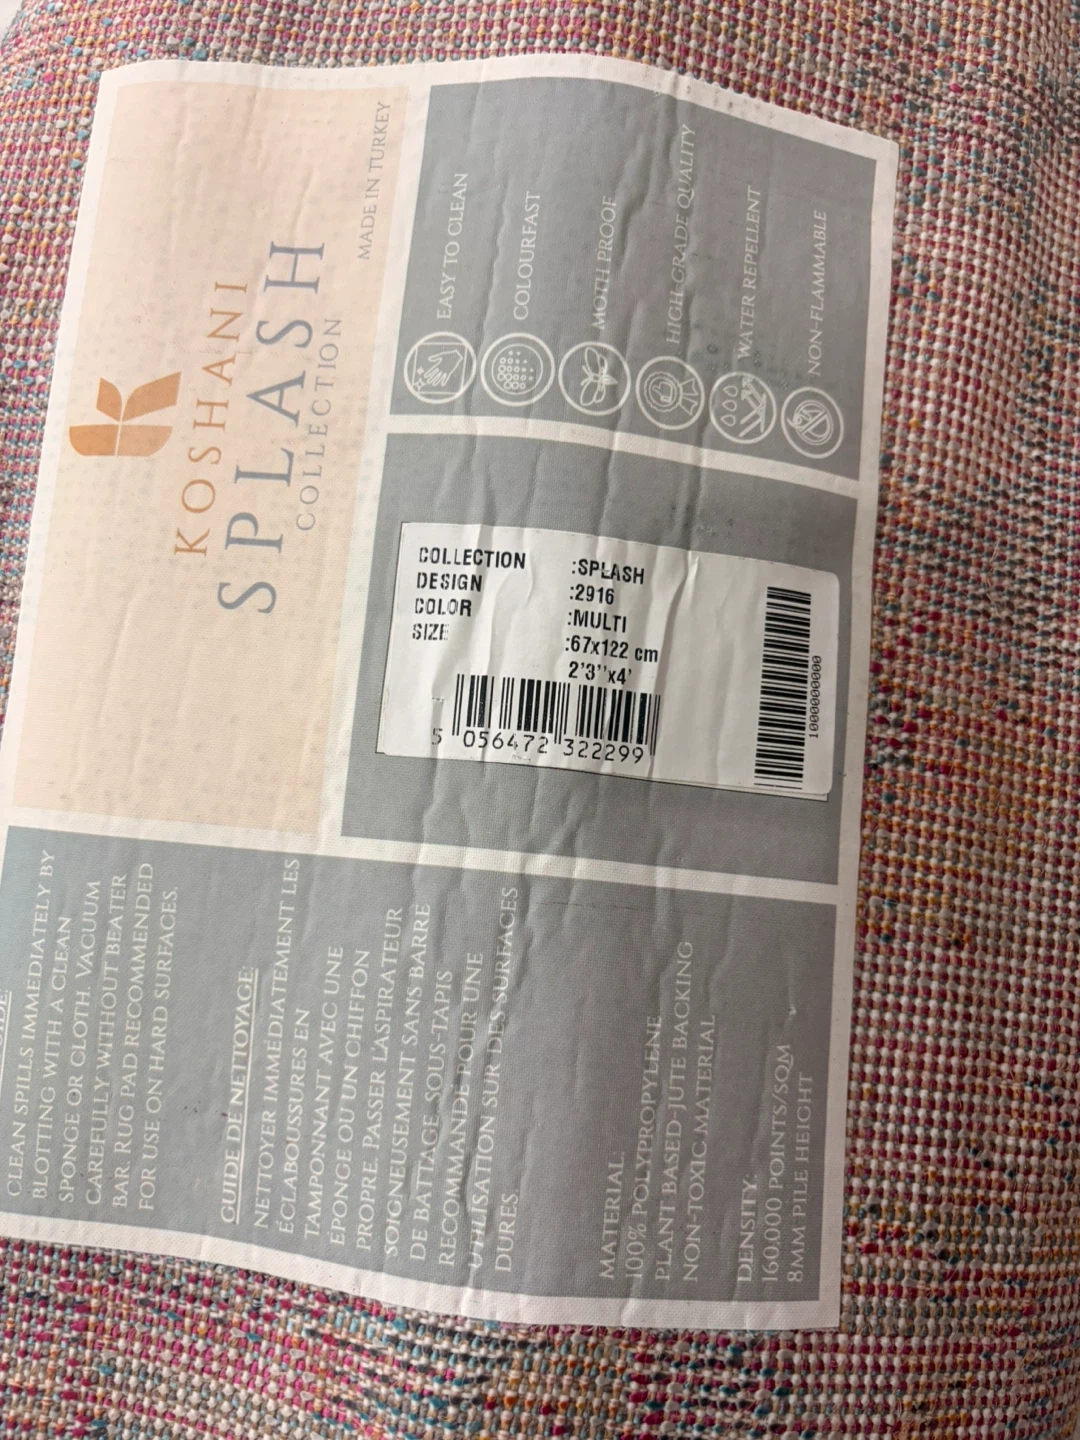 KOSHANI
SPLASH
COLLECTION
MADE IN TURKEY
EASY TO CLEAN
COLOURFAST
MOTH PROOF
HIGH-GRADE QUALITY
WATER REPELLENT
NON-FLAMMABLE
COLLECTION :SPLASH
DESIGN :2916
COLOR :MULTI
SIZE :67x122 cm
2'3''x4'
5 056472 322299
1000000000
CLEAN SPILLS IMMEDIATELY BY
BLOTTING WITH A CLEAN
SPONGE OR CLOTH. VACUUM
CAREFULLY WITHOUT BEATER
BAR. RUG PAD RECOMMENDED
FOR USE ON HARD SURFACES.
GUIDE DE NETTOYAGE:
NETTOYER IMMÉDIATEMENT LES
ÉCLABOUSSURES EN
TAMPONNANT AVEC UNE
ÉPONGE OU UN CHIFFON
PROPRE. PASSER L'ASPIRATEUR
SOIGNEUSEMENT SANS BARRE
DE BATTAGE. SOUS-TAPIS
RECOMMANDÉ POUR UNE
UTILISATION SUR DES SURFACES
DURES.
MATERIAL:
100% POLYPROPYLENE
PLANT BASED-JUTE BACKING
NON-TOXIC MATERIAL
DENSITY:
160.000 POINTS/SQM
8MM PILE HEIGHT